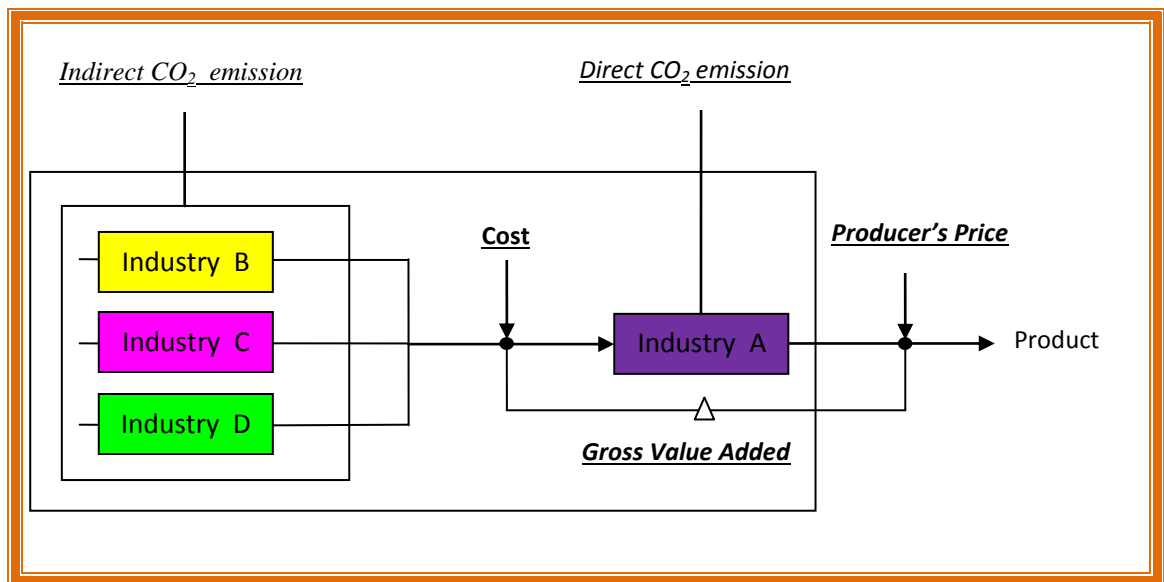 Indirect CO₂ emission
Direct CO₂ emission
Cost
Producer's Price
Industry B
Industry C
Industry A
Product
Industry D
Gross Value Added